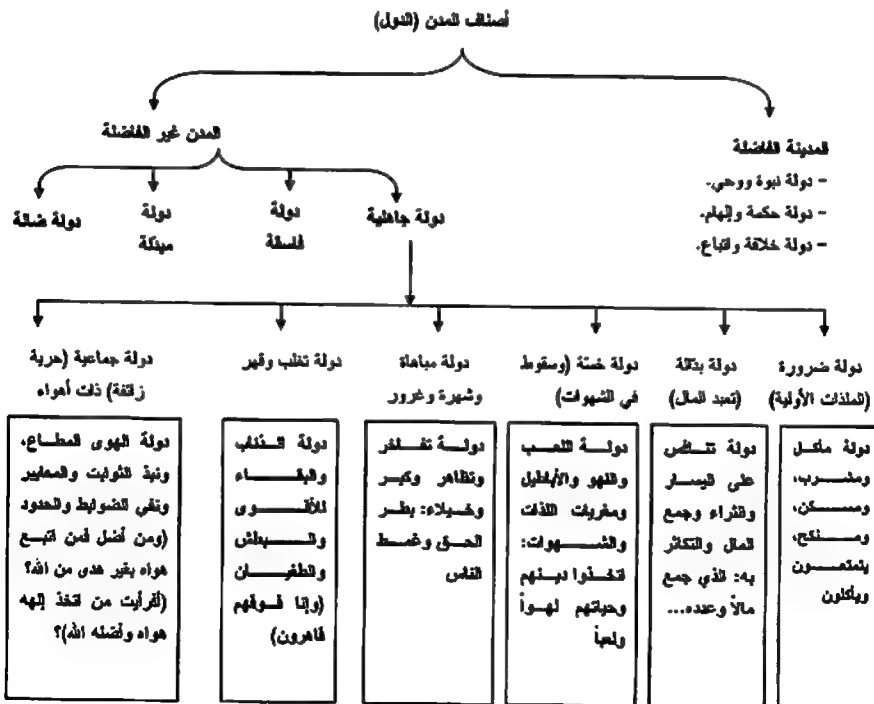 أصناف المدن (الدول)
المدينة الفاضلة
- دولة نبوة ووحي.
- دولة حكمة وإلهام.
- دولة خلافة واتباع.
المدن غير الفاضلة
دولة جاهلية
دولة
فاسقة
دولة
مبدلة
دولة ضالة
دولة ضرورة
(الملذات الأولية)
دولة بدالة
(تعبد المال)
دولة خسة (وسقوط
في الشهوات)
دولة مباهاة
وشهرة وغرور
دولة تغلب وقهر
دولة جماعية (حرية
زائفة) ذات أهواء
دولة مأكل
ومشرب،
ومسكن،
ومنكح،
يتمتعون
ويأكلون
دولة تتنافس
على اليسار
والثراء وجمع
المال والتكاثر
به: الذي جمع
مالاً وعدده...
دولة اللعب
واللهو والأباطيل
ومغريات اللذات
والشهوات:
اتخذوا دينهم
وحياتهم لهواً
ولعباً
دولة تفاخر
وتظاهر وكبر
وخيلاء: بطر
الحق وغمط
الناس
دولة الذئاب
والبقاء
للأقوى
والبطش
والطغيان
(وإنا فوقهم
قاهرون)
دولة الهوى المطاع،
ونبذ الثوابت والمعايير
ونفي الضوابط والحدود
(ومن أضل فمن اتبع
هواه بغير هدى من الله؟
(أفرأيت من اتخذ إلهه
هواه وأضله الله)؟